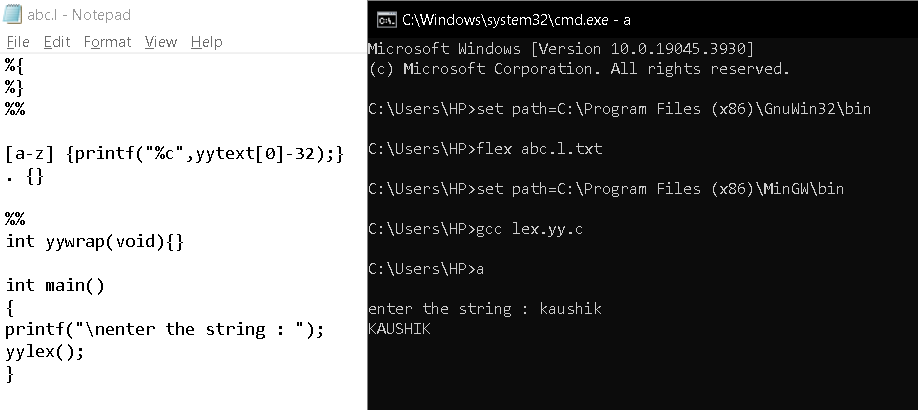 abc.l - Notepad
File Edit Format View Help
%{
%}
%%
[a-z] {printf("%c",yytext[0]-32);}
. {}
%%
int yywrap(void){}
int main()
{
printf("\nenter the string : ");
yylex();
}
C:\Windows\system32\cmd.exe - a
Microsoft Windows [Version 10.0.19045.3930]
(c) Microsoft Corporation. All rights reserved.
C:\Users\HP>set path=C:\Program Files (x86)\GnuWin32\bin
C:\Users\HP>flex abc.l.txt
C:\Users\HP>set path=C:\Program Files (x86)\MinGW\bin
C:\Users\HP>gcc lex.yy.c
C:\Users\HP>a
enter the string : kaushik
KAUSHIK